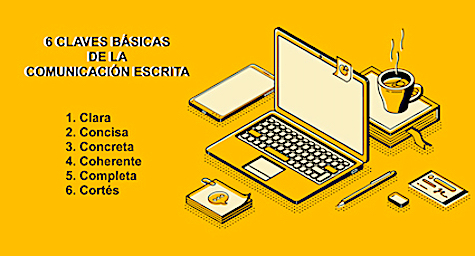 6 CLAVES BÁSICAS
DE LA
COMUNICACIÓN ESCRITA
1. Clara
2. Concisa
3. Concreta
4. Coherente
5. Completa
6. Cortés